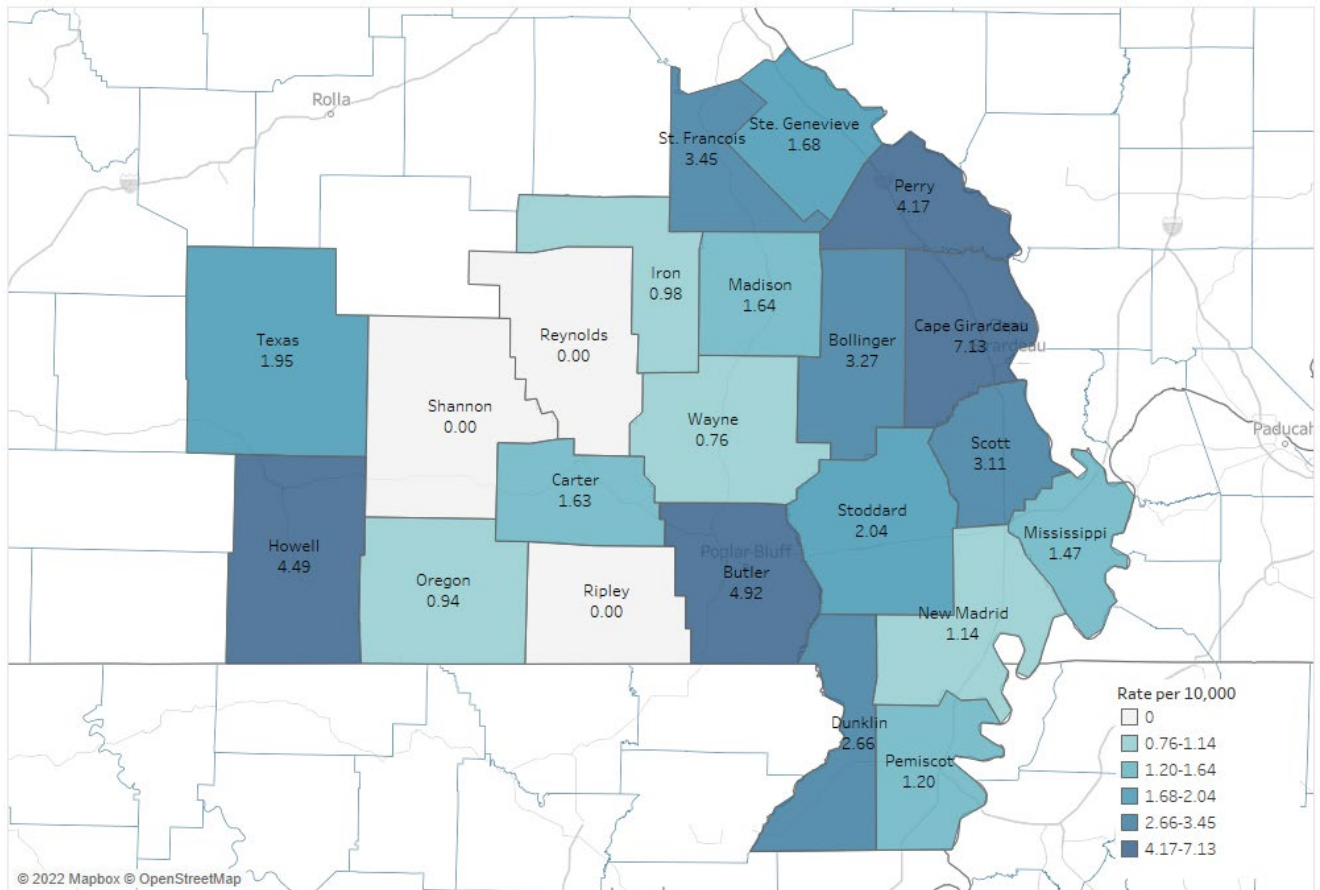 Rolla
St. Francois
3.45
Ste. Genevieve
1.68
Perry
4.17
Iron
0.98
Madison
1.64
Reynolds
0.00
Bollinger
3.27
Cape Girardeau
7.13
Girardeau
Texas
1.95
Shannon
0.00
Wayne
0.76
Scott
3.11
Paducah
Carter
1.63
Stoddard
2.04
Mississippi
1.47
Howell
4.49
Oregon
0.94
Ripley
0.00
Poplar Bluff
Butler
4.92
New Madrid
1.14
Dunklin
2.66
Pemiscot
1.20
Rate per 10,000
0
0.76-1.14
1.20-1.64
1.68-2.04
2.66-3.45
4.17-7.13
© 2022 Mapbox © OpenStreetMap